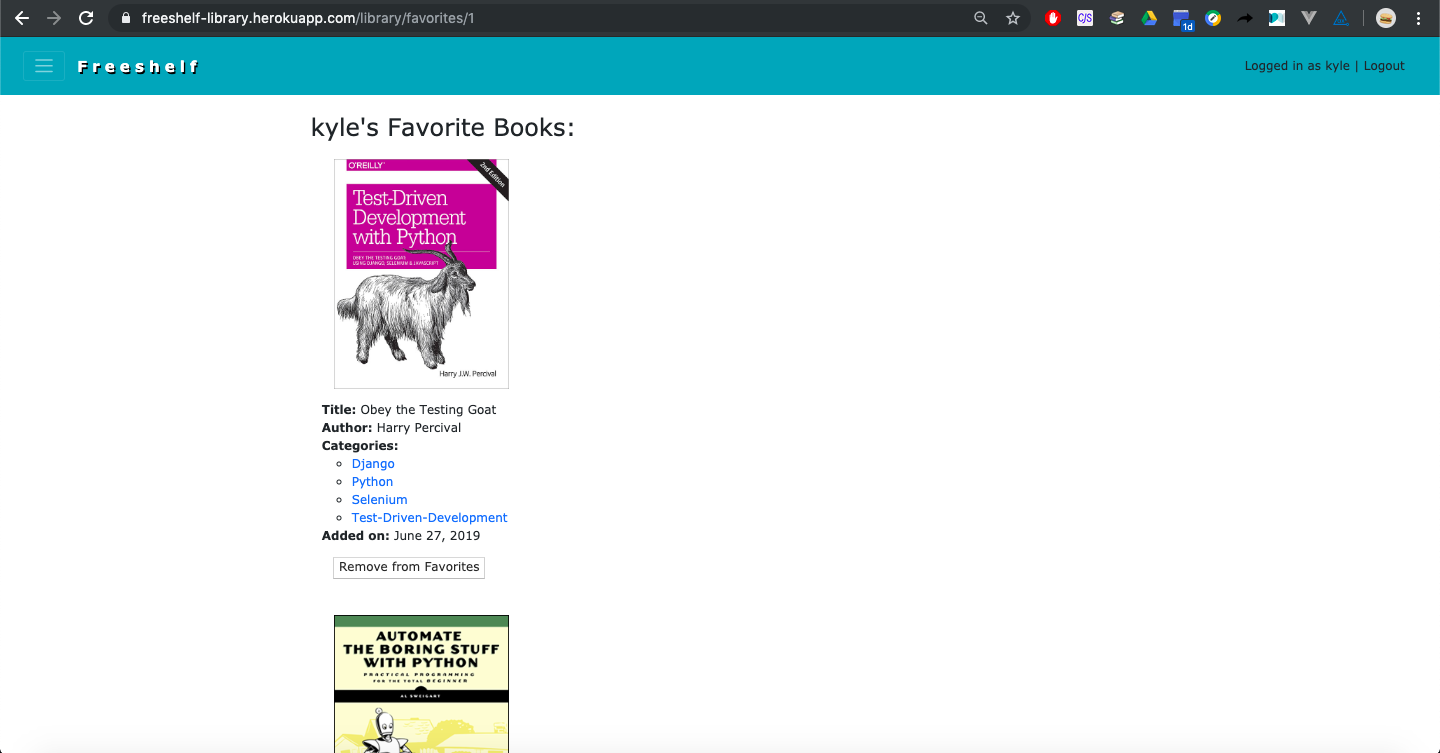 freeshelf-library.herokuapp.com/library/favorites/1
C/S
1d
Freeshelf
Logged in as kyle | Logout
kyle's Favorite Books:
O'REILLY®
2nd Edition
Test-Driven
Development
with Python
OBEY THE TESTING GOAT:
USING DJANGO, SELENIUM & JAVASCRIPT
Harry J.W. Percival
Title: Obey the Testing Goat
Author: Harry Percival
Categories:
Django
Python
Selenium
Test-Driven-Development
Added on: June 27, 2019
Remove from Favorites
AUTOMATE
THE BORING STUFF
WITH PYTHON
PRACTICAL PROGRAMMING
FOR THE TOTAL BEGINNER
AL SWEIGART